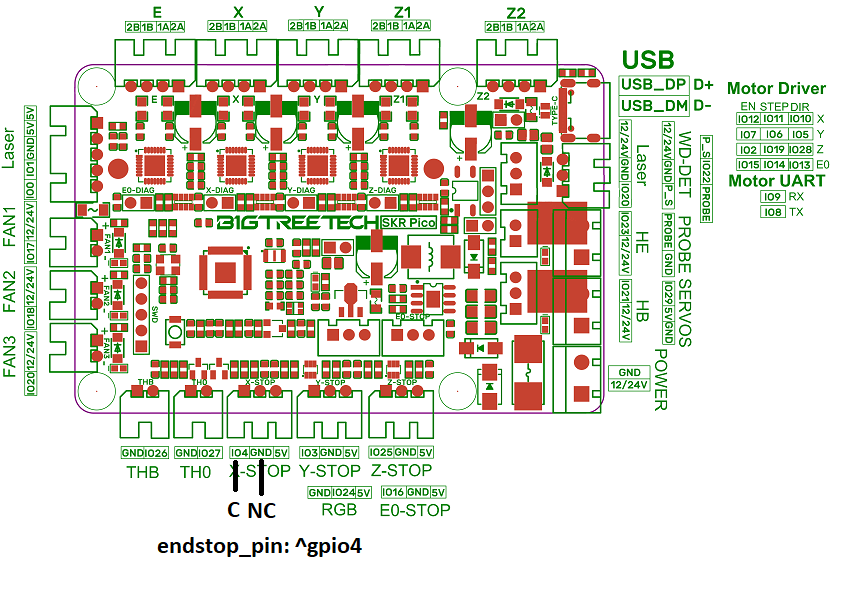 E X Y Z1 Z2
2B 1B 1A 2A 2B 1B 1A 2A 2B 1B 1A 2A 2B 1B 1A 2A 2B 1B 1A 2A
USB
USB_DP D+
USB_DM D-
Motor Driver
EN STEP DIR
IO12 IO11 IO10 X
IO7 IO6 IO5 Y
IO2 IO19 IO28 Z
IO15 IO14 IO13 E0
Motor UART
IO9 RX
IO8 TX
E X Y Z1 Z2
TYPE-C
Laser
IO0 IO1 GND 5V 5V
E0-DIAG X-DIAG Y-DIAG Z-DIAG
BIGTREETECH SKR Pico
FAN1
IO17 12/24V
FAN1
FAN2
IO18 12/24V
FAN2
FAN3
IO20 12/24V
FAN3
SWD
E0-STOP
Laser
12/24V GND IO20
WD-DET
12/24V GND P_S
P_S IO22 PROBE
HE
IO23 12/24V
PROBE
PROBE GND
HB
IO21 12/24V
SERVOS
IO29 5V GND
POWER
GND
12/24V
THB TH0 X-STOP Y-STOP Z-STOP
GND IO26 GND IO27 IO4 GND 5V IO3 GND 5V IO25 GND 5V
THB TH0 X-STOP Y-STOP Z-STOP
GND IO24 5V IO16 GND 5V
RGB E0-STOP
C NC
endstop_pin: ^gpio4